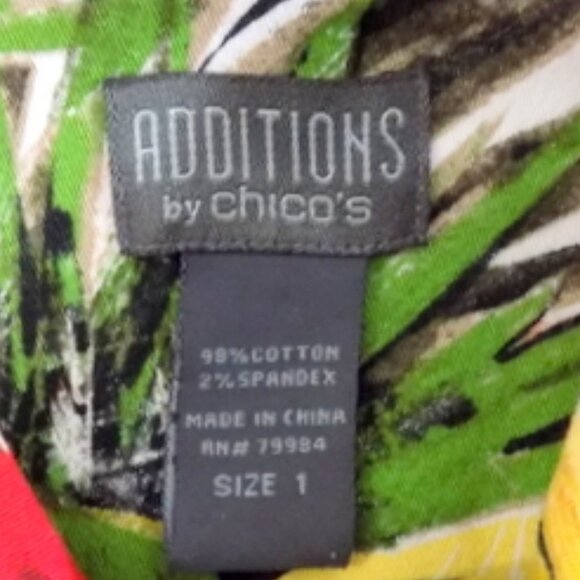 ADDITIONS
by chico's
98% COTTON
2% SPANDEX
MADE IN CHINA
RN# 79984
SIZE 1